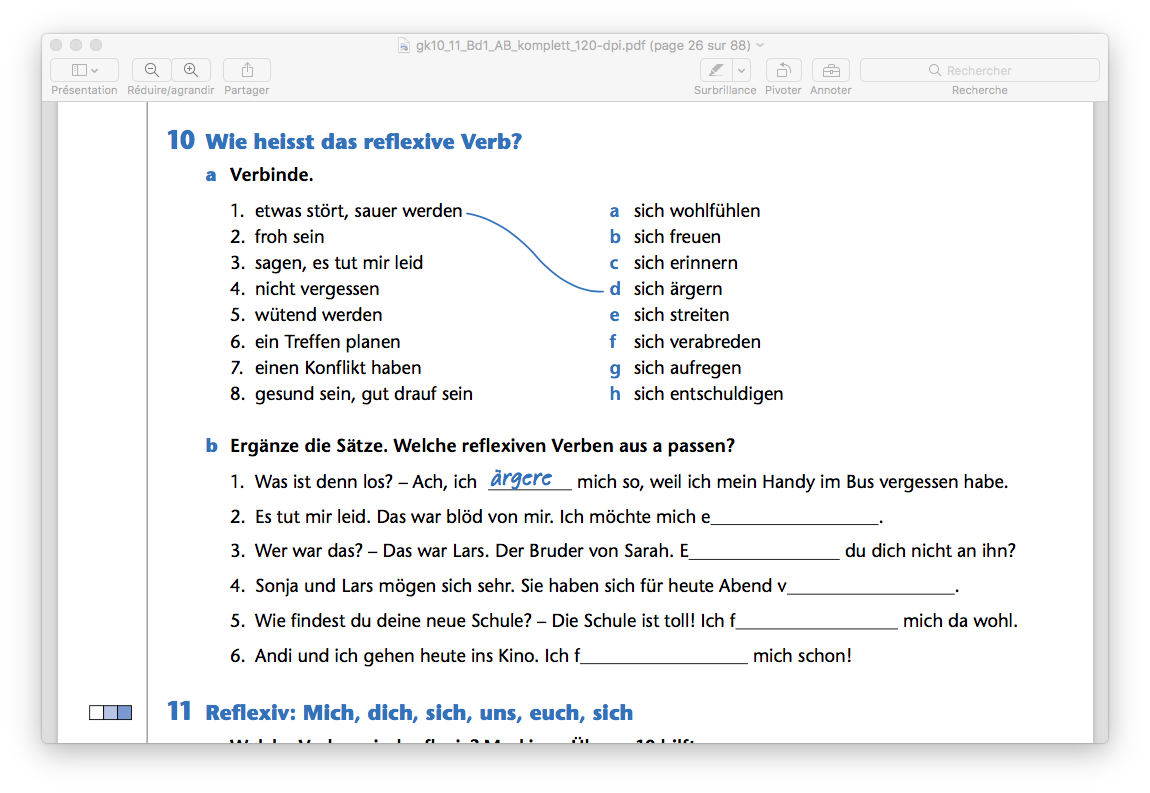 gk10_11_Bd1_AB_komplett_120-dpi.pdf (page 26 sur 88)
Rechercher
Présentation Réduire/agrandir Partager Surbrillance Pivoter Annoter Recherche
10 Wie heisst das reflexive Verb?
a Verbinde.
1. etwas stört, sauer werden a sich wohlfühlen
2. froh sein b sich freuen
3. sagen, es tut mir leid c sich erinnern
4. nicht vergessen d sich ärgern
5. wütend werden e sich streiten
6. ein Treffen planen f sich verabreden
7. einen Konflikt haben g sich aufregen
8. gesund sein, gut drauf sein h sich entschuldigen
b Ergänze die Sätze. Welche reflexiven Verben aus a passen?
1. Was ist denn los? – Ach, ich ärgere mich so, weil ich mein Handy im Bus vergessen habe.
2. Es tut mir leid. Das war blöd von mir. Ich möchte mich e__________________.
3. Wer war das? – Das war Lars. Der Bruder von Sarah. E________________ du dich nicht an ihn?
4. Sonja und Lars mögen sich sehr. Sie haben sich für heute Abend v__________________.
5. Wie findest du deine neue Schule? – Die Schule ist toll! Ich f_________________ mich da wohl.
6. Andi und ich gehen heute ins Kino. Ich f__________________ mich schon!
11 Reflexiv: Mich, dich, sich, uns, euch, sich